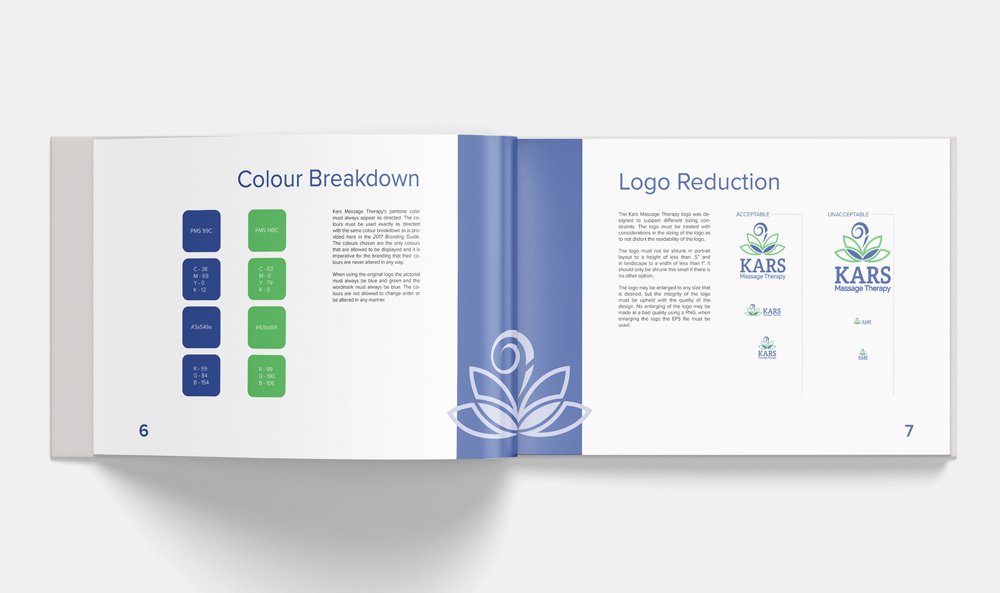 Colour Breakdown
PMS 99C
PMS 148C
C - 38
M - 69
Y - 0
K - 12
C - 63
M - 0
Y - 79
K - 0
#3a549a
R - 59
G - 84
B - 154
R - 99
G - 190
B - 106
Kars Massage Therapy's pantone color
must always appear as directed. The co-
lours must be used exactly as directed
with the same colour breakdown as is pro-
vided here in the 2017 Branding Guide.
The colours chosen are the only colours
that are allowed to be displayed and it is
imperative for the branding that their co-
lours are never altered in any way.
When using the original logo the pictorial
must always be blue and green and the
wordmark must always be blue. The co-
lours are not allowed to change order or
be altered in any manner.
6
Logo Reduction
The Kars Massage Therapy logo was de-
signed to support different sizing con-
straints. The logo must be treated with
considerations in the sizing of the logo as
to not distort the readability of the logo.
The logo must not be shrunk in portrait
layout to a height of less than .5" and
in landscape to a width of less than 1". It
should only be shrunk this small if there is
no other option.
The logo may be enlarged to any size that
is desired, but the integrity of the logo
must be upheld with the quality of the
design. No enlarging of the logo may be
made at a bad quality using a PNG, when
enlarging the logo the EPS file must be
used.
ACCEPTABLE
KARS
Massage Therapy
KARS
KARS
UNACCEPTABLE
KARS
Massage Therapy
KARS
KARS
7